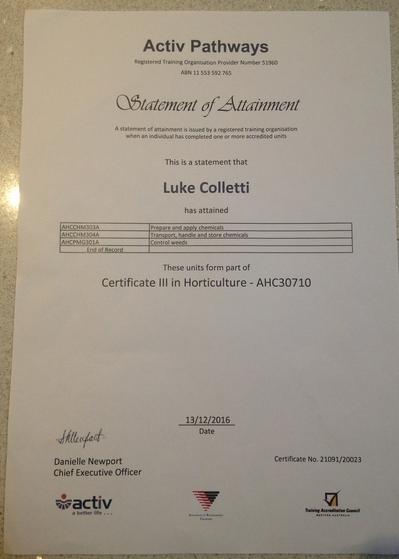 Activ Pathways
Registered Training Organisation Provider Number 51960
ABN 11 553 592 765
Statement of Attainment
A statement of attainment is issued by a registered training organisation
when an individual has completed one or more accredited units
This is a statement that
Luke Colletti
has attained
AHCCHM303A Prepare and apply chemicals
AHCCHM304A Transport, handle and store chemicals
AHCPMG301A Control weeds
End of Record
These units form part of
Certificate III in Horticulture - AHC30710
13/12/2016
Date
Danielle Newport
Chief Executive Officer
Certificate No. 21091/20023
activ
a better life . . .
Training Accreditation Council
WESTERN AUSTRALIA